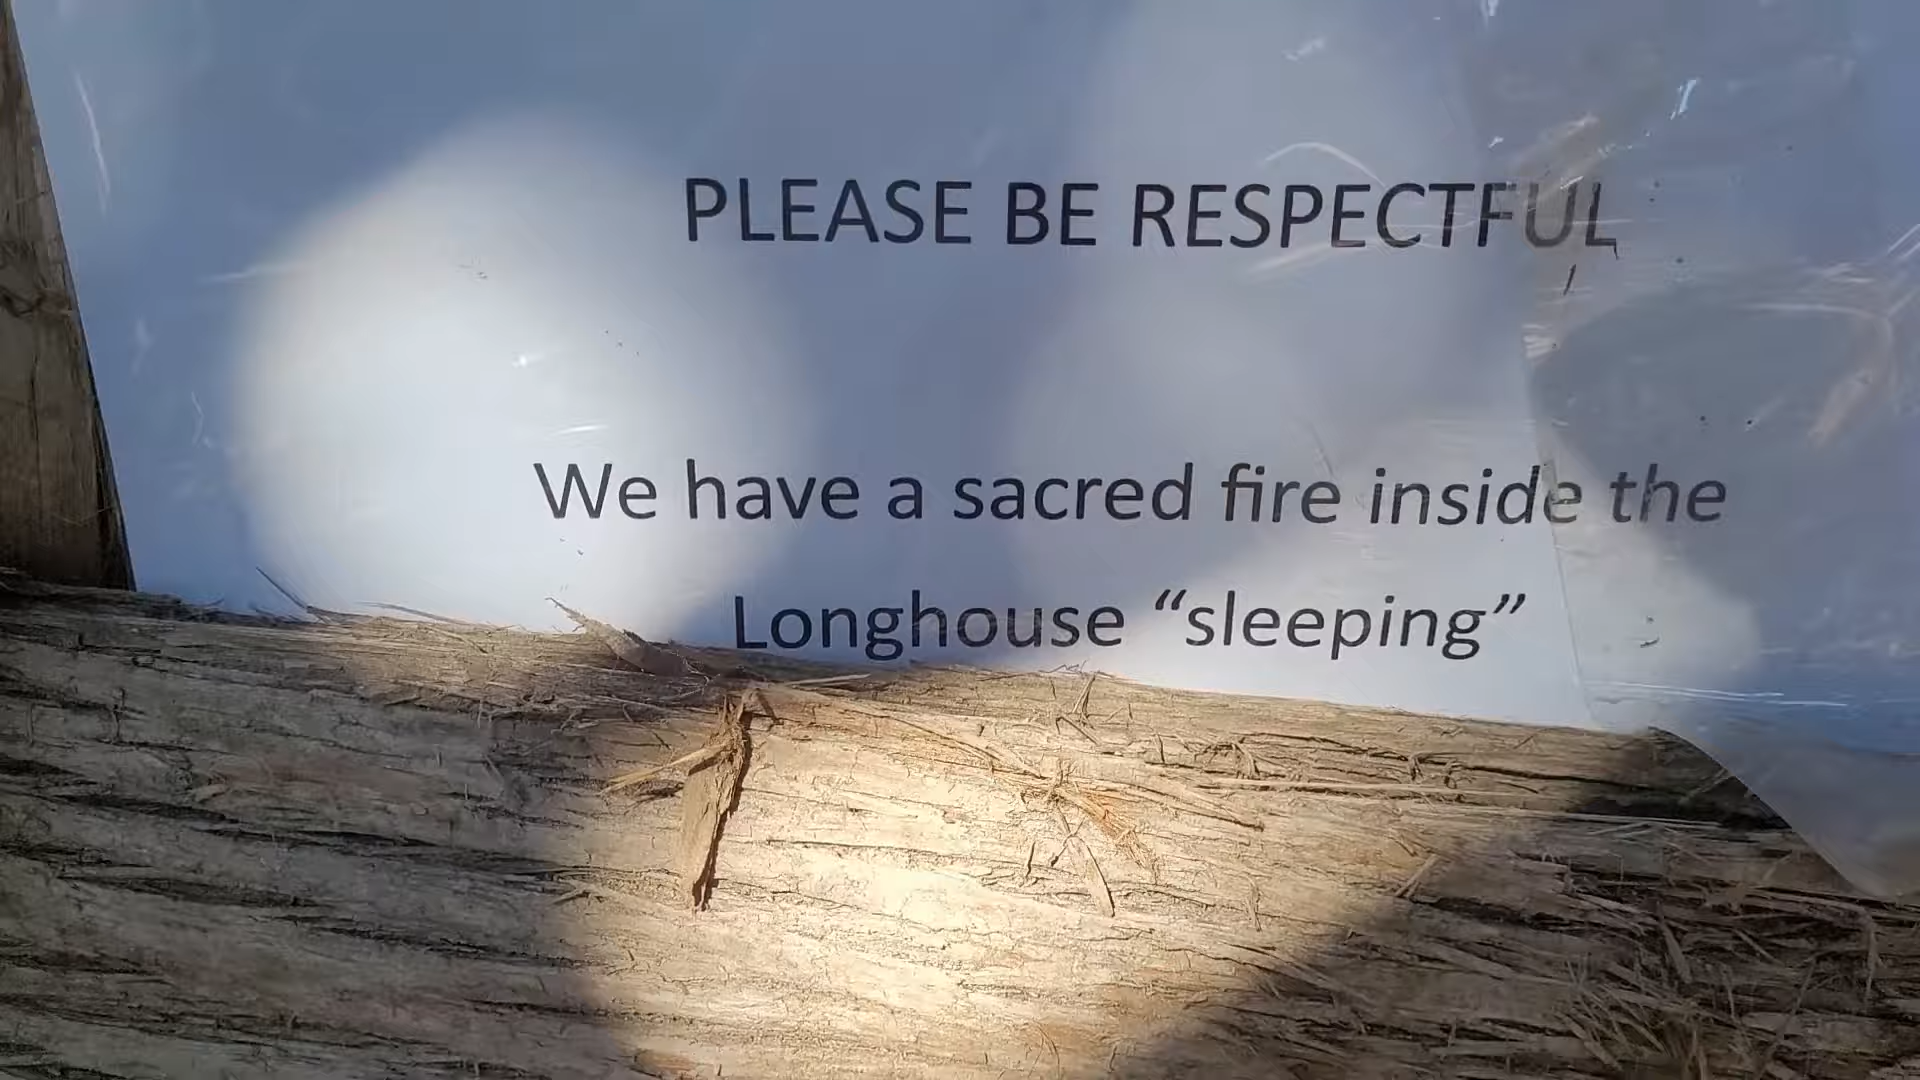 PLEASE BE RESPECTFUL
We have a sacred fire inside the
Longhouse “sleeping”